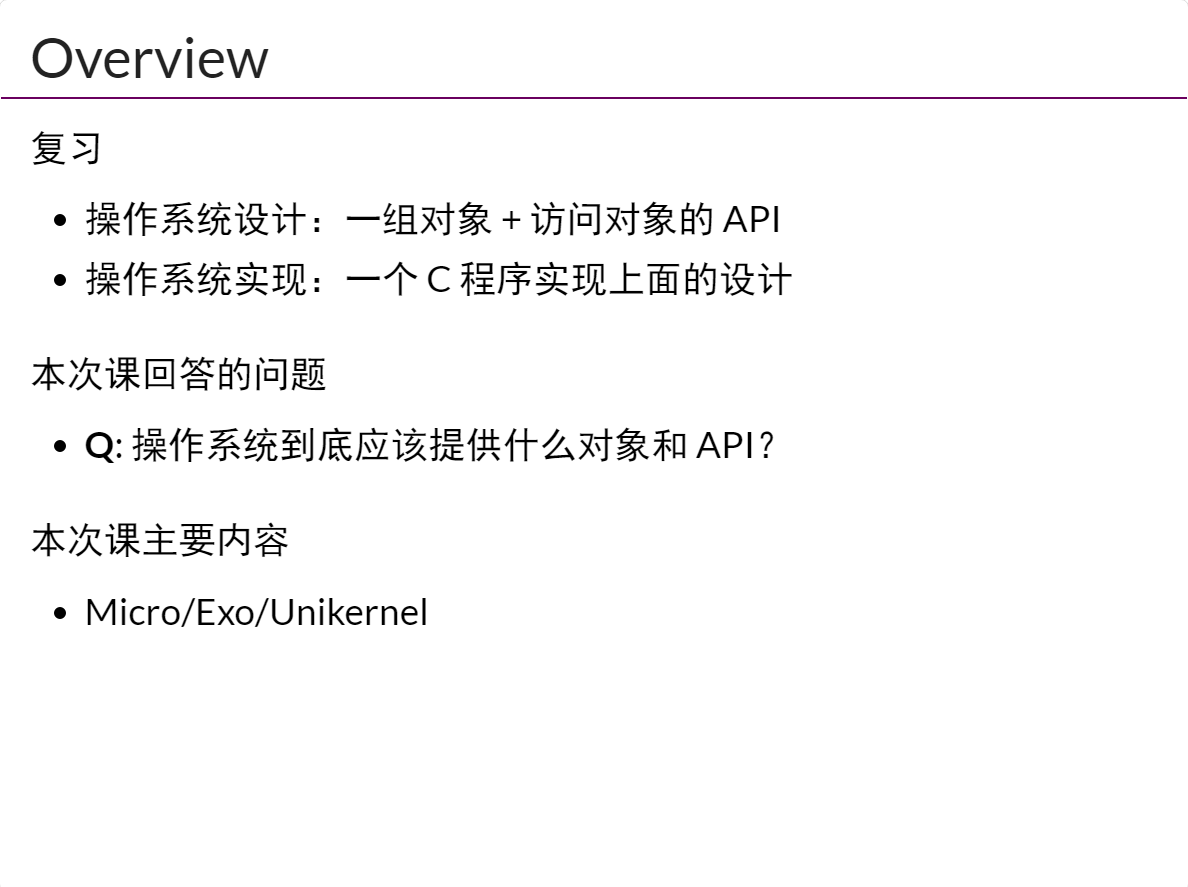 Overview
复习
• 操作系统设计：一组对象 + 访问对象的 API
• 操作系统实现：一个 C 程序实现上面的设计
本次课回答的问题
• Q: 操作系统到底应该提供什么对象和 API？
本次课主要内容
• Micro/Exo/Unikernel